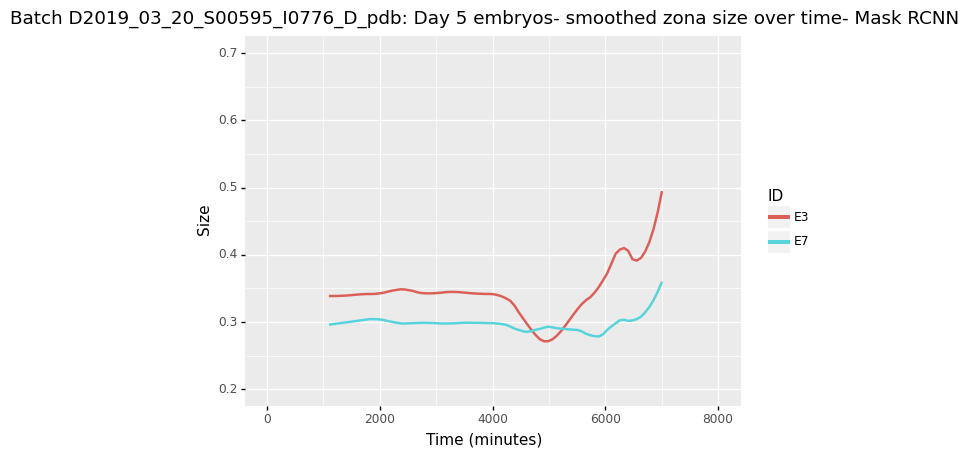 Batch D2019_03_20_S00595_I0776_D_pdb: Day 5 embryos- smoothed zona size over time- Mask RCNN
0.7
0.6
0.5
0.4
0.3
0.2
Size
0 2000 4000 6000 8000
Time (minutes)
ID
E3
E7